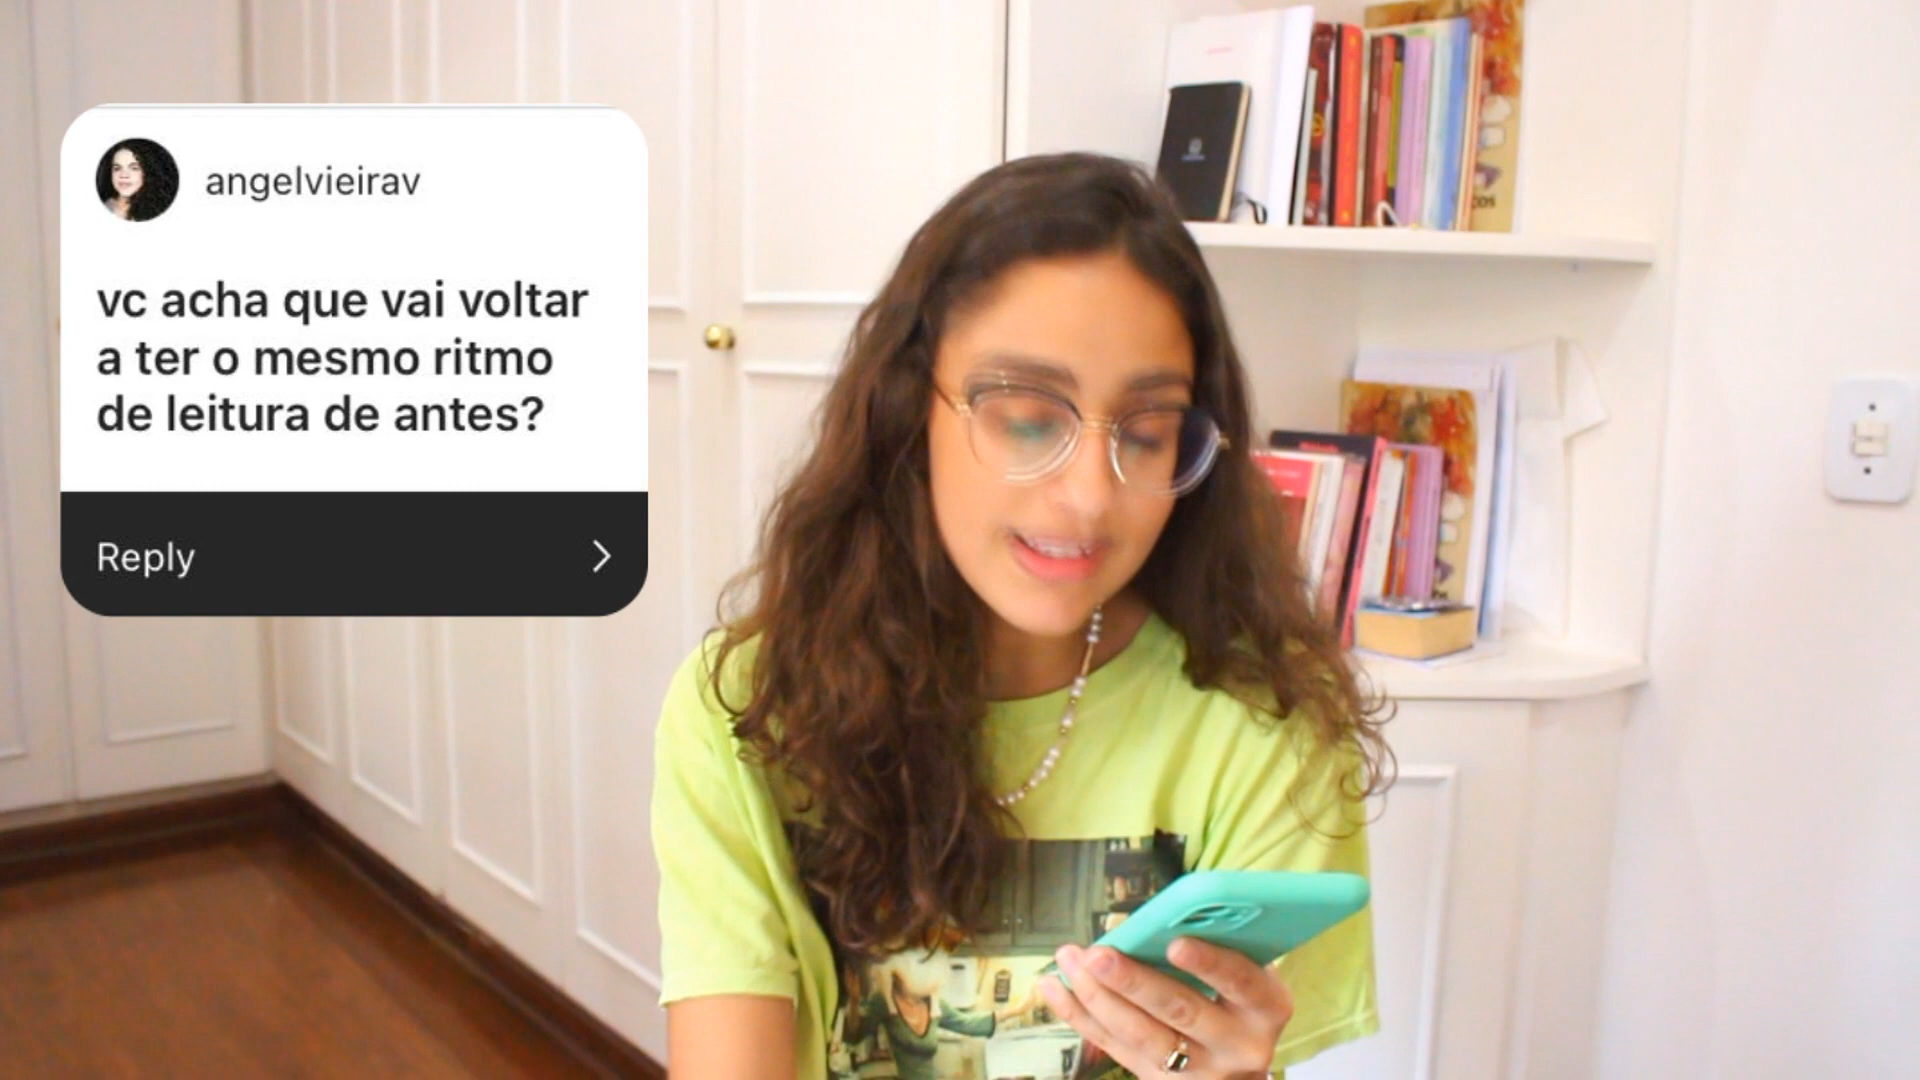 angelvieirav
vc acha que vai voltar
a ter o mesmo ritmo
de leitura de antes?
Reply